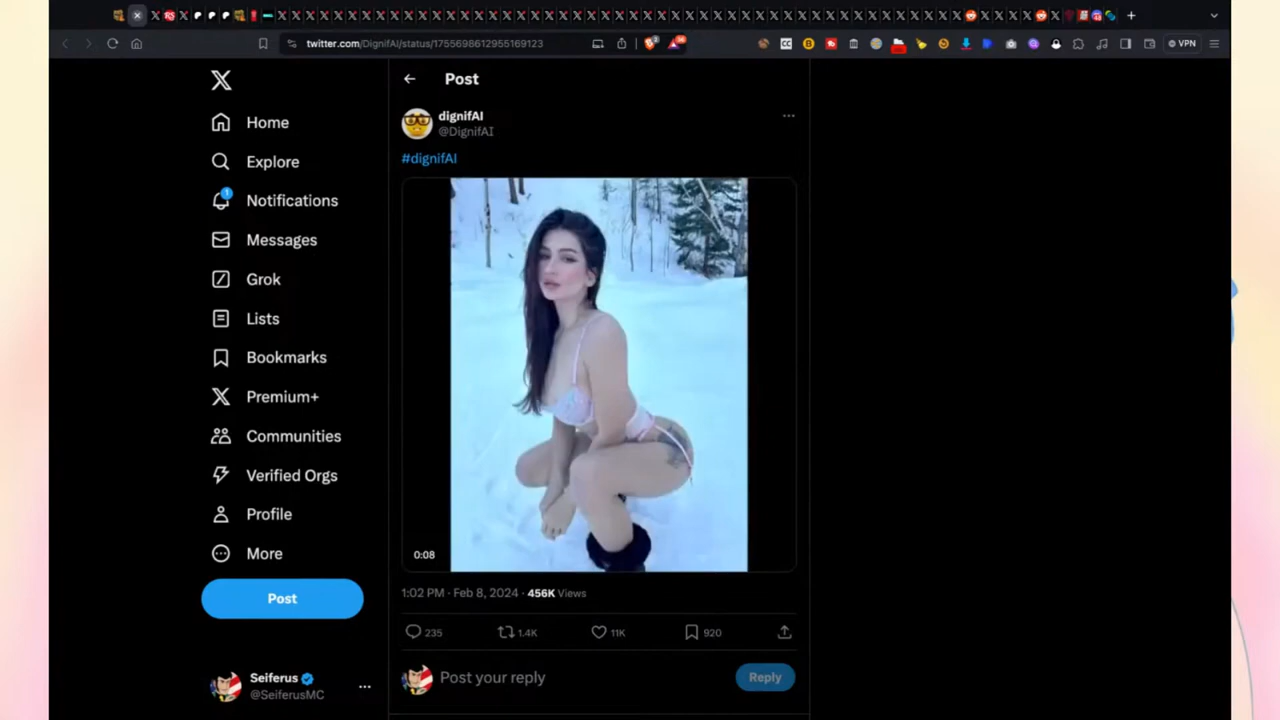 twitter.com/DignifAI/status/1755698612955169123
VPN
Post
dignifAI
@DignifAI
#dignifAI
Home
Explore
1
Notifications
Messages
Grok
Lists
Bookmarks
Premium+
Communities
Verified Orgs
Profile
More
Post
0:08
1:02 PM · Feb 8, 2024 · 456K Views
235 1.4K 11K 920
Post your reply
Reply
Seiferus
@SeiferusMC